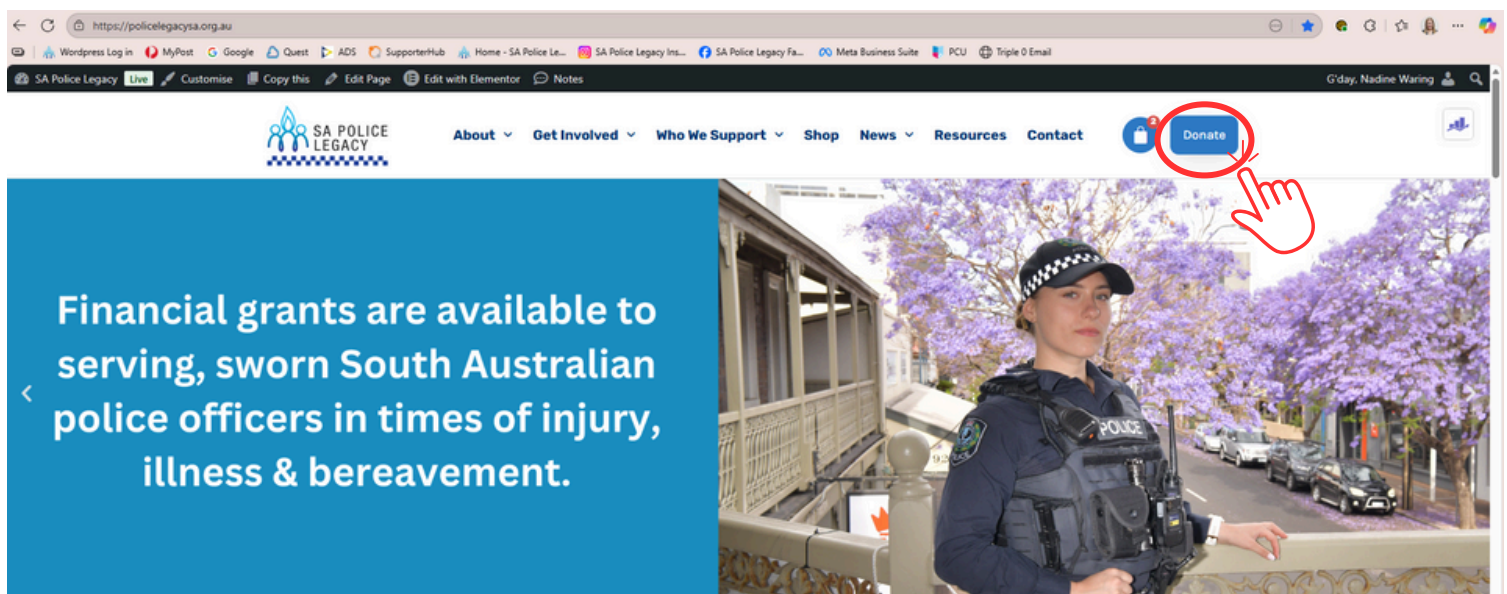 https://policelegacysa.org.au
Wordpress Log in MyPost Google Quest ADS SupporterHub Home - SA Police Le... SA Police Legacy Ins... SA Police Legacy Fa... Meta Business Suite PCU Triple 0 Email
SA Police Legacy Live Customise Copy this Edit Page Edit with Elementor Notes G'day, Nadine Waring
SA POLICE
LEGACY
About Get Involved Who We Support Shop News Resources Contact 2 Donate
Financial grants are available to
serving, sworn South Australian
police officers in times of injury,
illness & bereavement.
POLICE